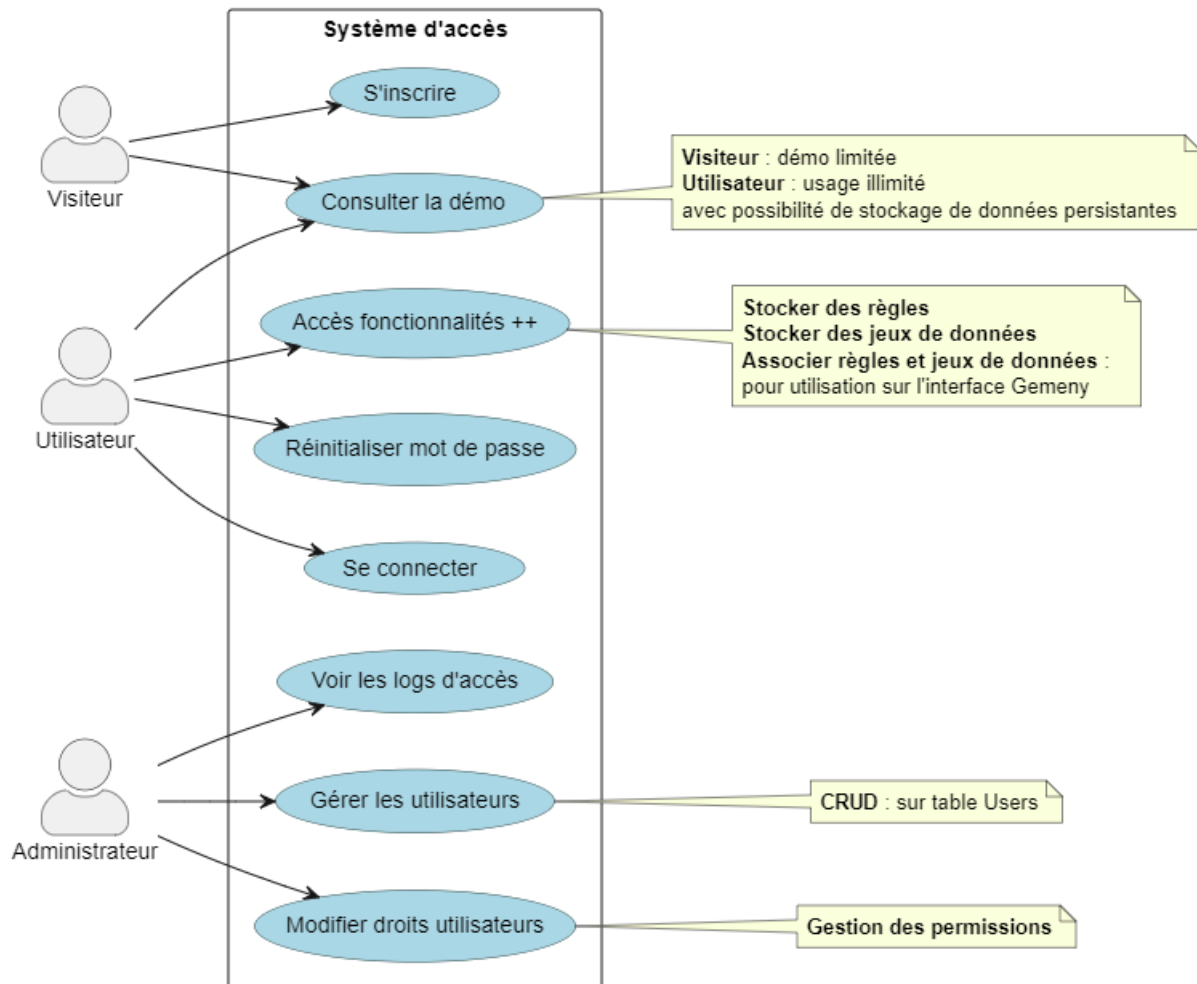 Système d'accès
S'inscrire
Visiteur
Consulter la démo
Visiteur : démo limitée
Utilisateur : usage illimité
avec possibilité de stockage de données persistantes
Accès fonctionnalités ++
Stocker des règles
Stocker des jeux de données
Associer règles et jeux de données :
pour utilisation sur l'interface Gemeny
Utilisateur
Réinitialiser mot de passe
Se connecter
Voir les logs d'accès
Administrateur
Gérer les utilisateurs
CRUD : sur table Users
Modifier droits utilisateurs
Gestion des permissions